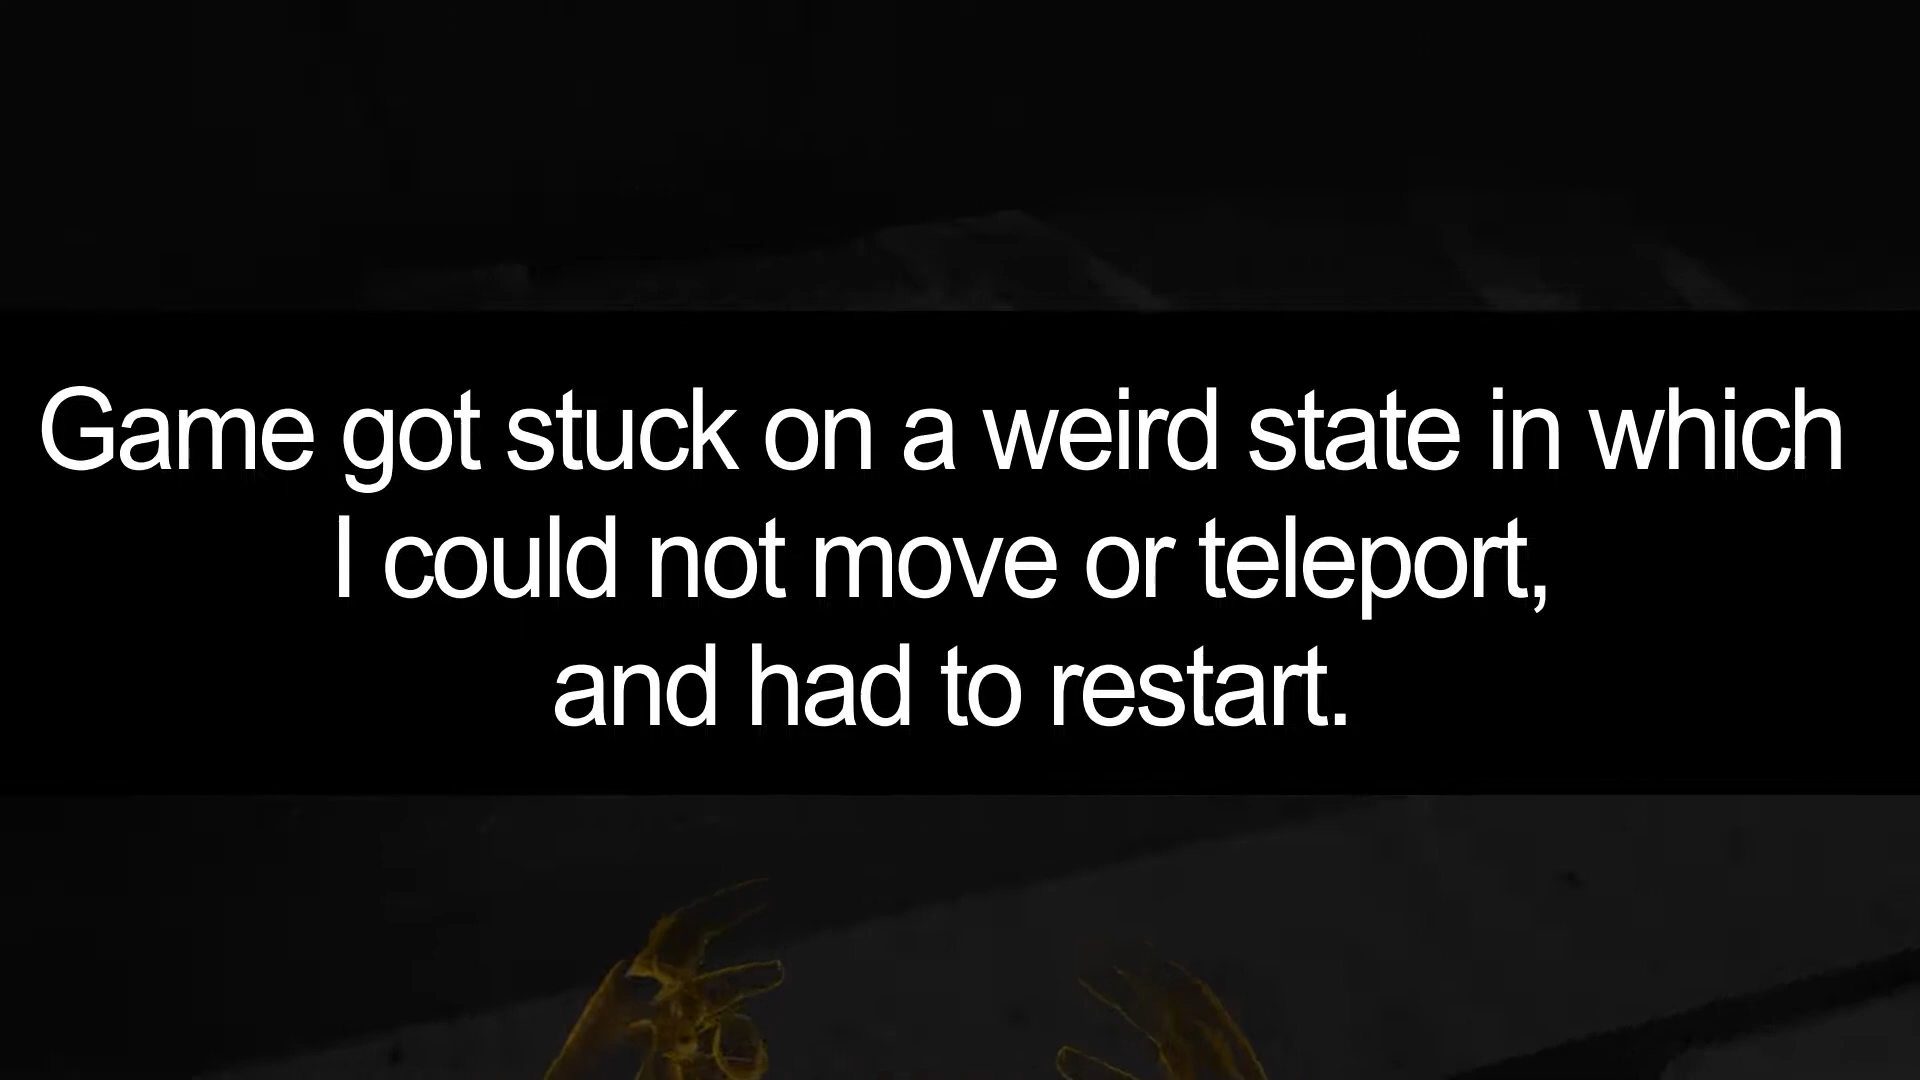 Game got stuck on a weird state in which
I could not move or teleport,
and had to restart.